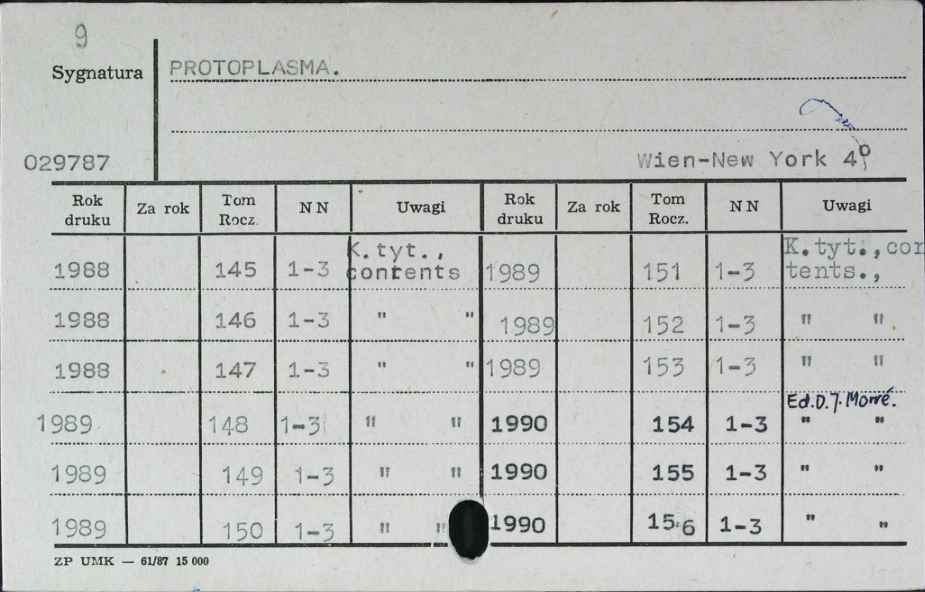 9
Sygnatura PROTOPLASMA.
029787 Wien-New York 4º
Rok druku Za rok Tom Rocz. NN Uwagi Rok druku Za rok Tom Rocz. NN Uwagi
1988 145 1-3 K.tyt., contents 1989 151 1-3 K.tyt.,contents.,
1988 146 1-3 " " 1989 152 1-3 " "
1988 147 1-3 " " 1989 153 1-3 " "
1989 148 1-3 " " 1990 154 1-3 Ed.D.J.Morré. " "
1989 149 1-3 " " 1990 155 1-3 " "
1989 150 1-3 " " 1990 156 1-3 " "
ZP UMK — 61/87 15 000